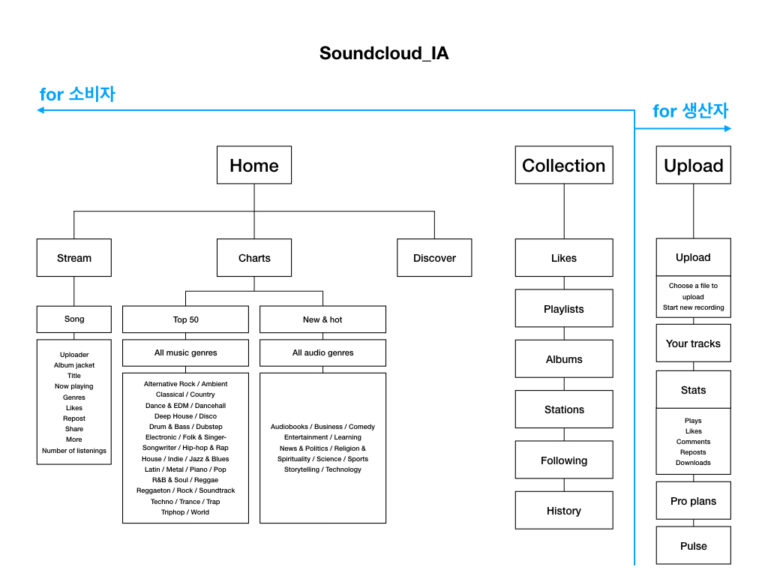 Soundcloud_IA
for 소비자
for 생산자
Home
Collection
Upload
Stream
Charts
Discover
Likes
Upload
Choose a file to
upload
Start new recording
Song
Top 50
New & hot
Playlists
Your tracks
Uploader
Album jacket
Title
Now playing
Genres
Likes
Repost
Share
More
Number of listenings
All music genres
All audio genres
Albums
Alternative Rock / Ambient
Classical / Country
Dance & EDM / Dancehall
Deep House / Disco
Drum & Bass / Dubstep
Electronic / Folk & Singer-
Songwriter / Hip-hop & Rap
House / Indie / Jazz & Blues
Latin / Metal / Piano / Pop
R&B & Soul / Reggae
Reggaeton / Rock / Soundtrack
Techno / Trance / Trap
Triphop / World
Audiobooks / Business / Comedy
Entertainment / Learning
News & Politics / Religion &
Spirituality / Science / Sports
Storytelling / Technology
Stations
Following
History
Stats
Plays
Likes
Comments
Reposts
Downloads
Pro plans
Pulse